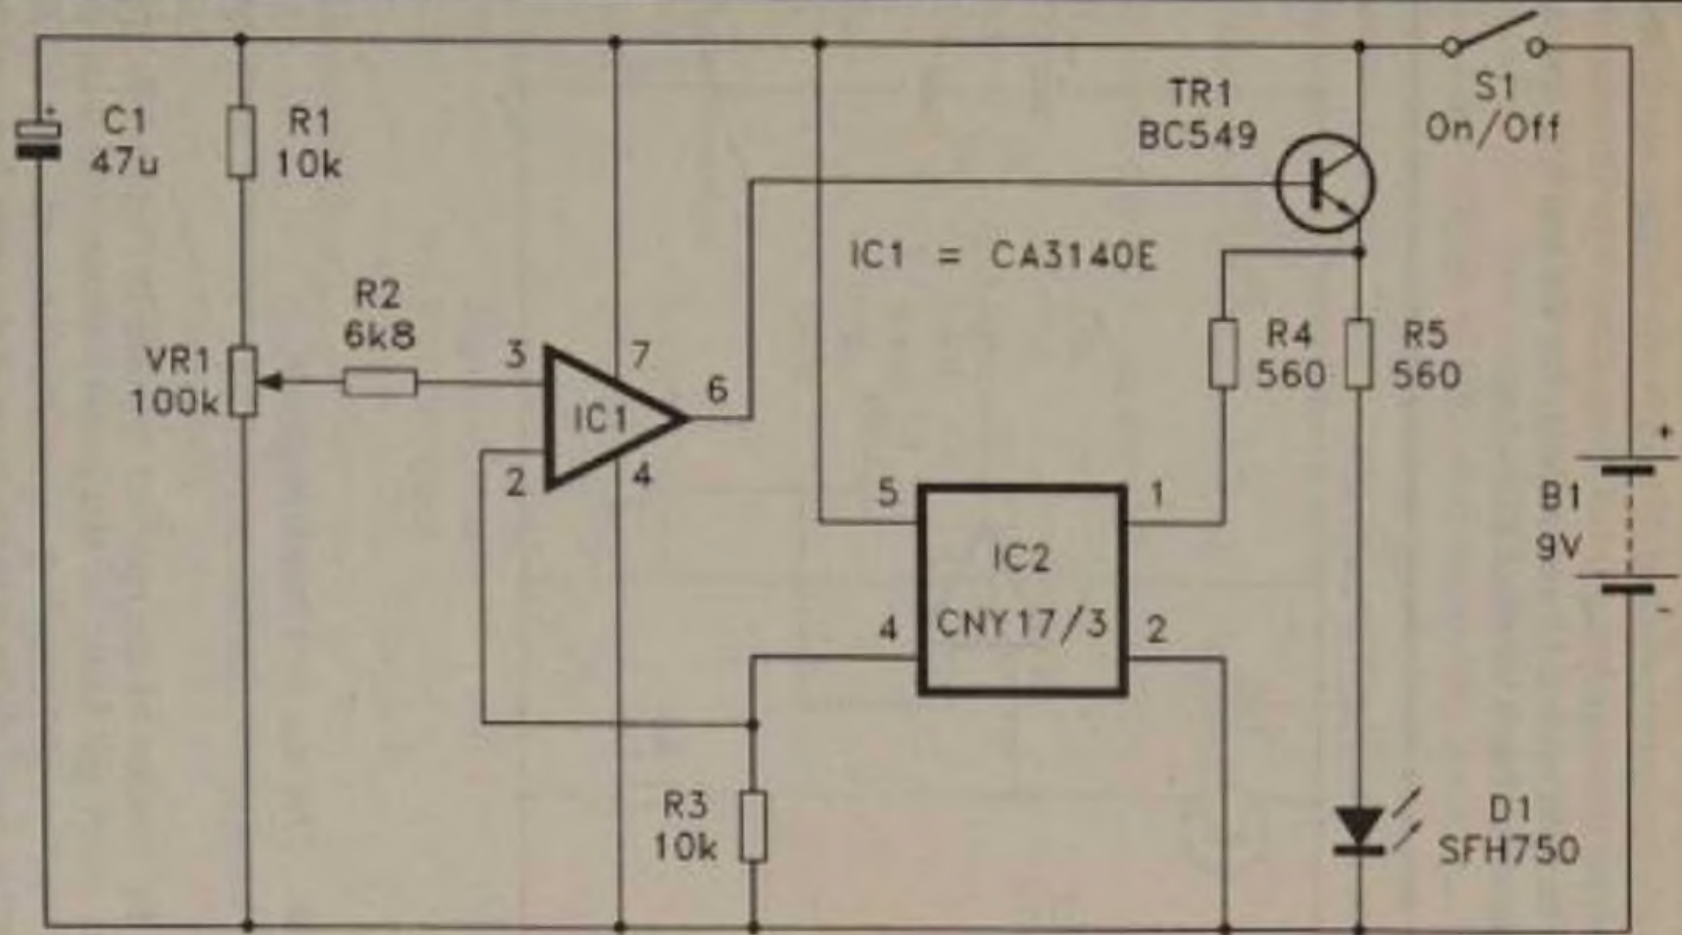 C1
47u
R1
10k
VR1
100k
R2
6k8
3
7
6
IC1
2
4
IC1 = CA3140E
TR1
BC549
S1
On/Off
R4
560
R5
560
5
1
IC2
CNY17/3
4
2
R3
10k
D1
SFH750
B1
9V
+
-
+